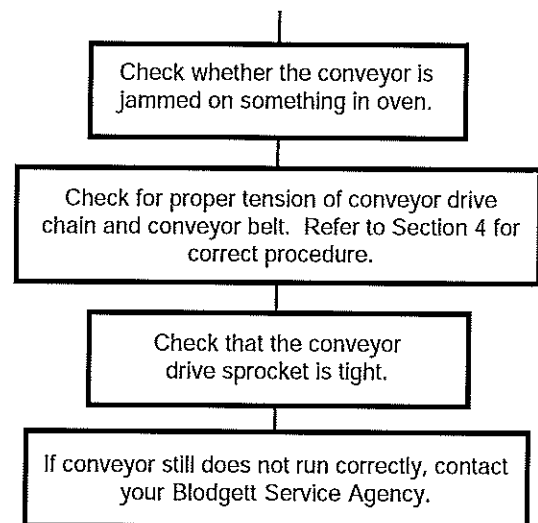 Check whether the conveyor is
jammed on something in oven.
Check for proper tension of conveyor drive
chain and conveyor belt. Refer to Section 4 for
correct procedure.
Check that the conveyor
drive sprocket is tight.
If conveyor still does not run correctly, contact
your Blodgett Service Agency.